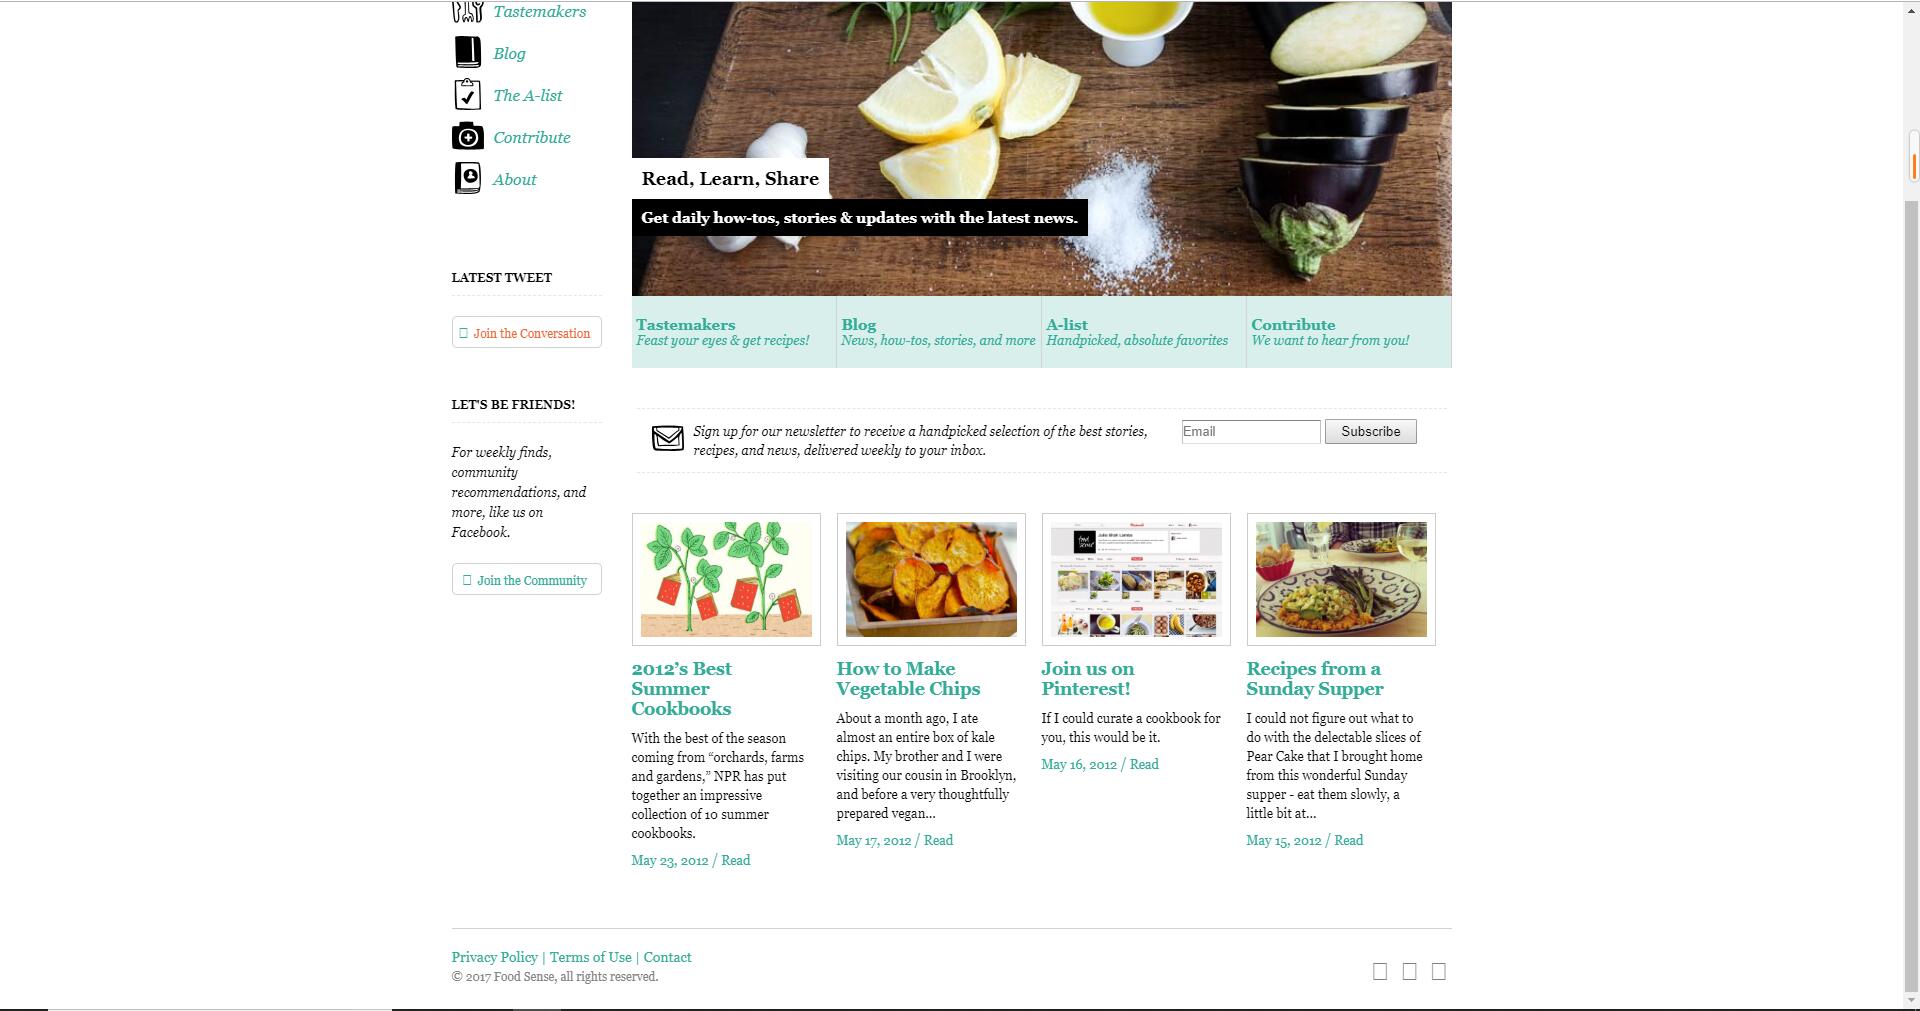 Tastemakers
Blog
The A-list
Contribute
About
LATEST TWEET
Join the Conversation
LET'S BE FRIENDS!
For weekly finds,
community
recommendations, and
more, like us on
Facebook.
Join the Community
Read, Learn, Share
Get daily how-tos, stories & updates with the latest news.
Tastemakers
Feast your eyes & get recipes!
Blog
News, how-tos, stories, and more
A-list
Handpicked, absolute favorites
Contribute
We want to hear from you!
Sign up for our newsletter to receive a handpicked selection of the best stories,
recipes, and news, delivered weekly to your inbox.
Email
Subscribe
2012’s Best
Summer
Cookbooks
With the best of the season
coming from “orchards, farms
and gardens,” NPR has put
together an impressive
collection of 10 summer
cookbooks.
May 23, 2012 / Read
How to Make
Vegetable Chips
About a month ago, I ate
almost an entire box of kale
chips. My brother and I were
visiting our cousin in Brooklyn,
and before a very thoughtfully
prepared vegan...
May 17, 2012 / Read
food
sense
Join us on
Pinterest!
If I could curate a cookbook for
you, this would be it.
May 16, 2012 / Read
Recipes from a
Sunday Supper
I could not figure out what to
do with the delectable slices of
Pear Cake that I brought home
from this wonderful Sunday
supper - eat them slowly, a
little bit at...
May 15, 2012 / Read
Privacy Policy | Terms of Use | Contact
© 2017 Food Sense, all rights reserved.